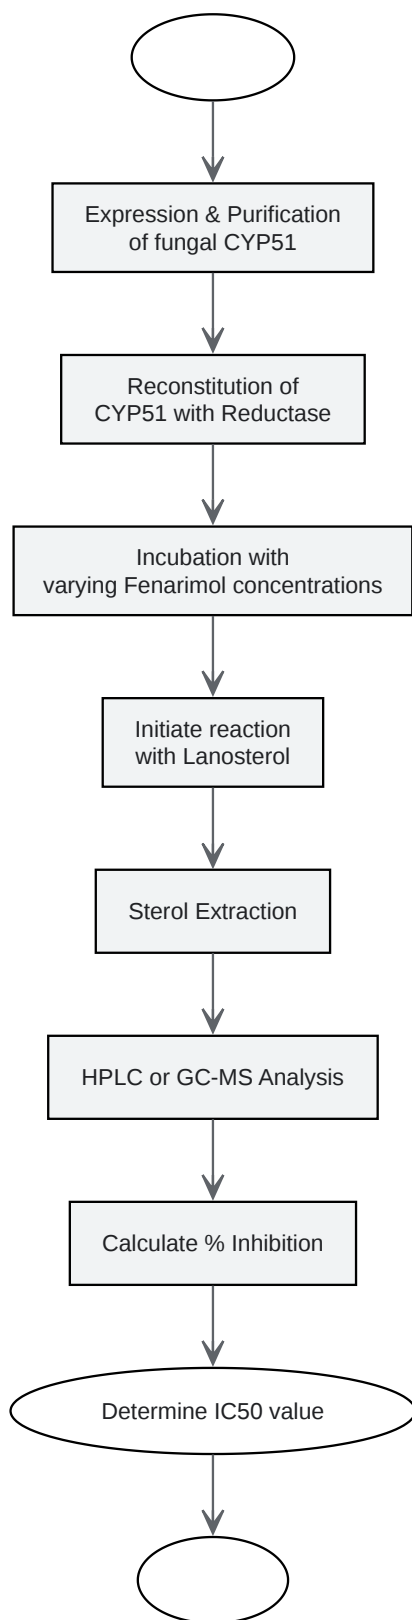 Expression & Purification
of fungal CYP51
Reconstitution of
CYP51 with Reductase
Incubation with
varying Fenarimol concentrations
Initiate reaction
with Lanosterol
Sterol Extraction
HPLC or GC-MS Analysis
Calculate % Inhibition
Determine IC50 value